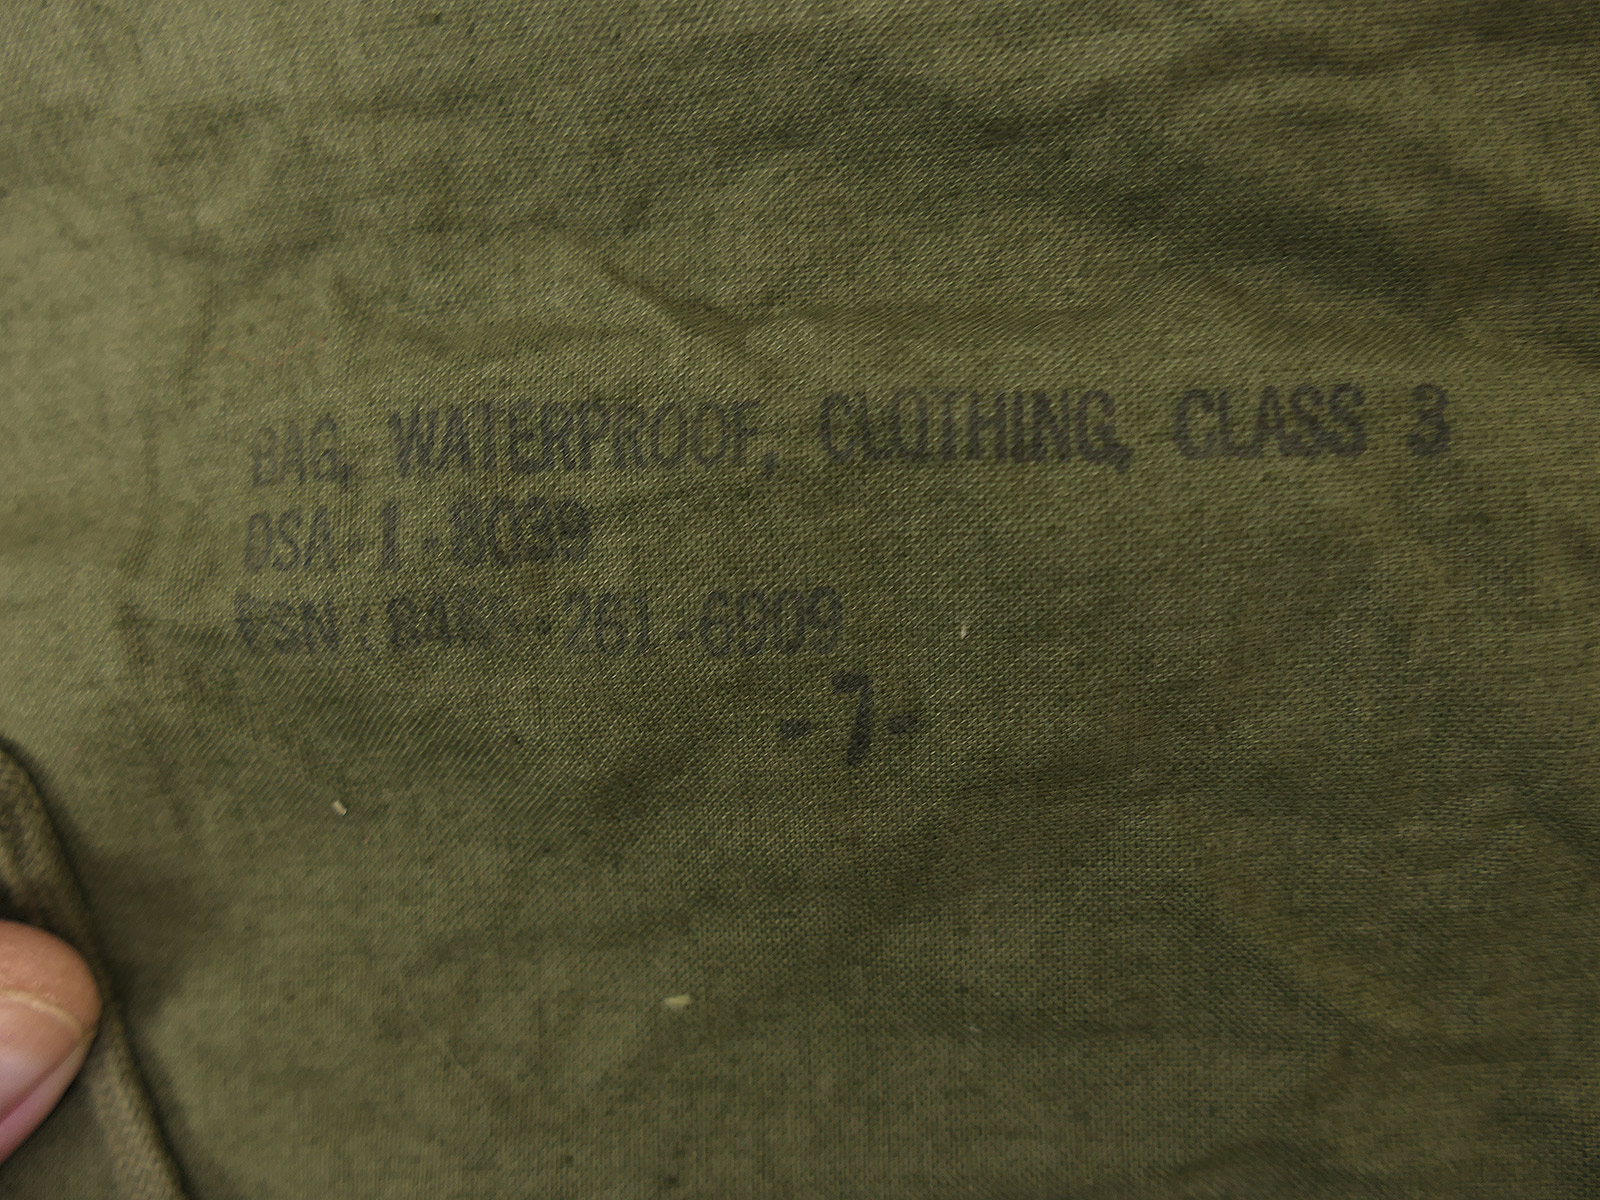 BAG, WATERPROOF, CLOTHING, CLASS 3
DSA-1-8039
FSN: 8465-261-6909
-7-